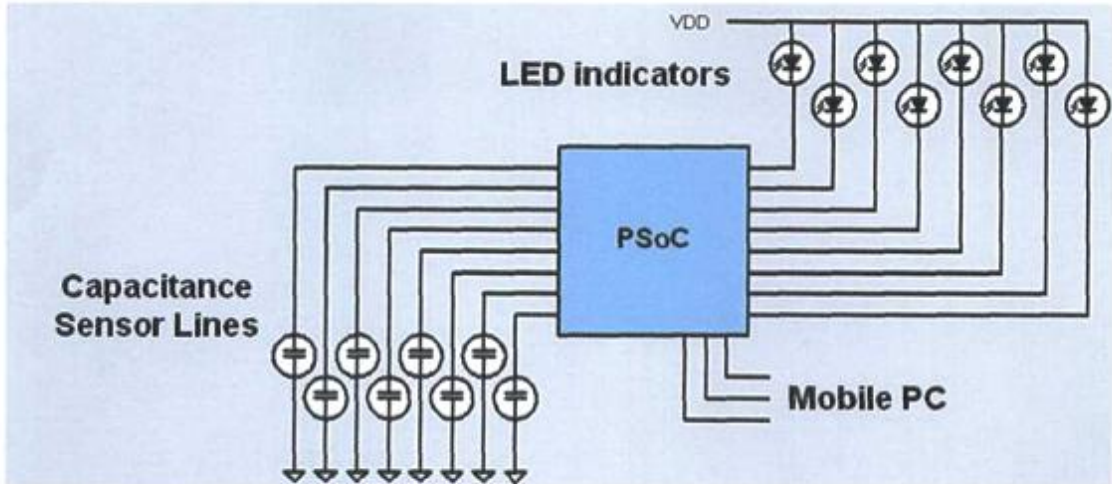 VDD
LED indicators
PSoC
Capacitance
Sensor Lines
Mobile PC